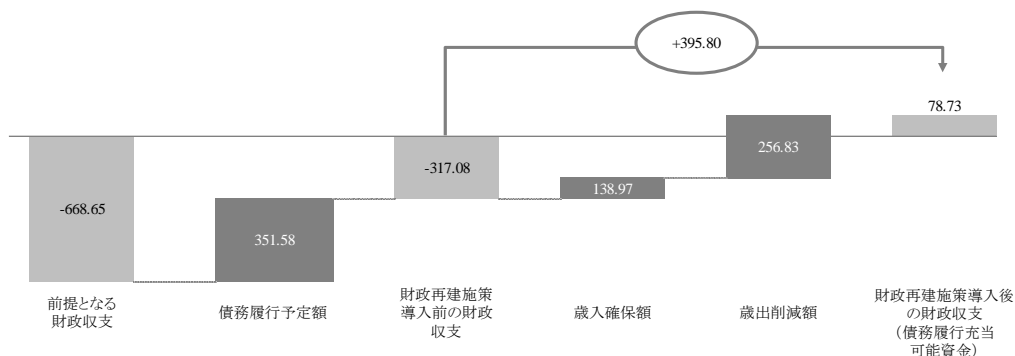 +395.80
78.73
-668.65
351.58
-317.08
138.97
256.83
前提となる
財政収支
債務履行予定額
財政再建施策
導入前の財政
収支
歳入確保額
歳出削減額
財政再建施策導入後
の財政収支
（債務履行充当
可能資金）